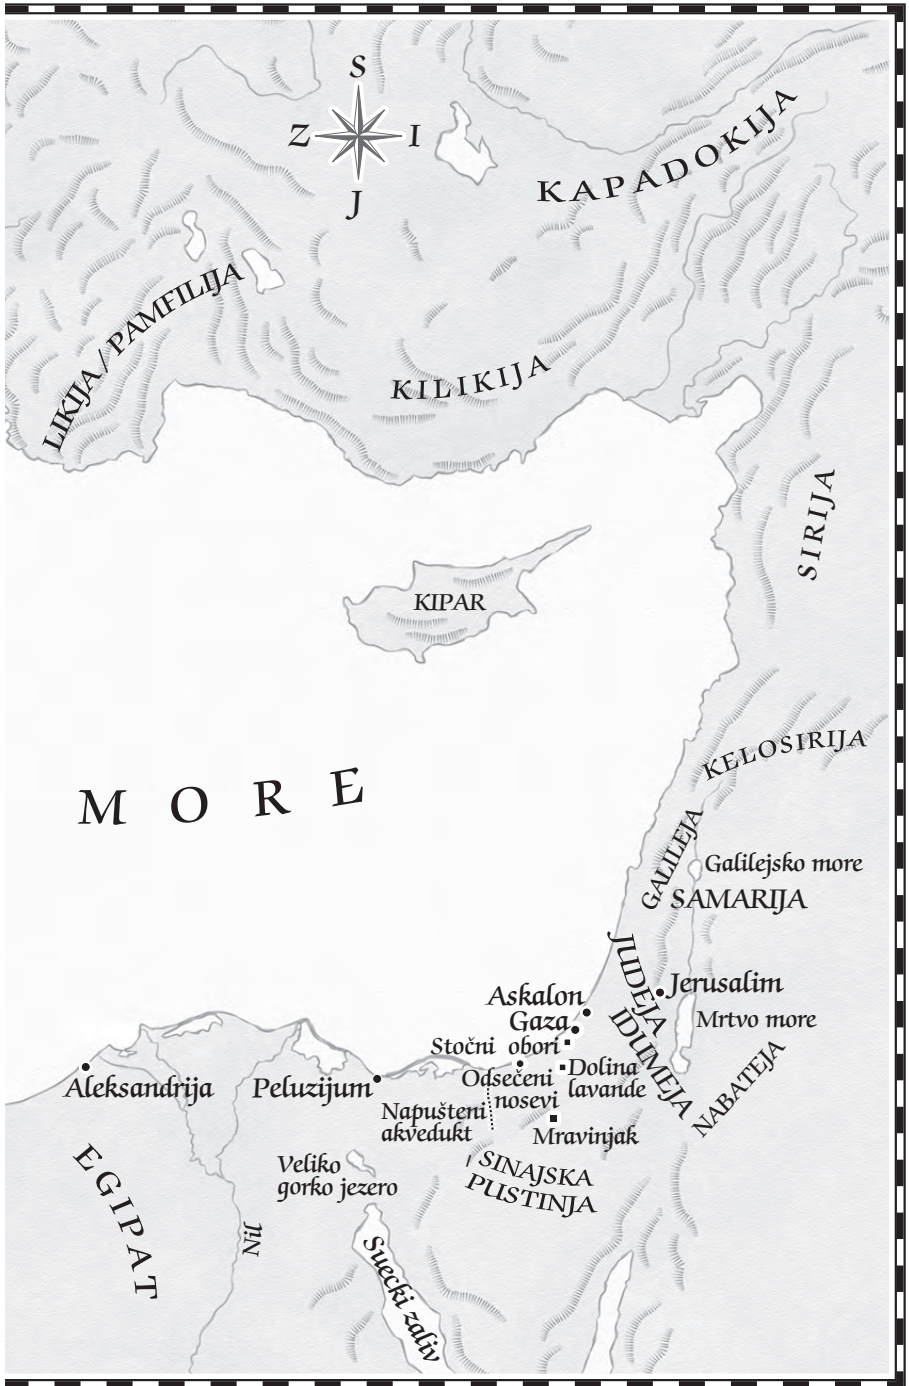 S
Z
I
J
KAPADOKIJA
LIKIJA / PAMFILIJA
KILIKIJA
SIRIJA
KIPAR
KELOSIRIJA
M O R E
GALILEJA
Galilejsko more
SAMARIJA
JUDEJA
Jerusalim
Askalon
Gaza
IDUMEJA
Mrtvo more
Stočni obori
NABATEJA
Aleksandrija
Peluzijum
Odsečeni
nosevi
Dolina
lavande
Napušteni
akvedukt
Mravinjak
EGIPAT
Veliko
gorko jezero
SINAJSKA
PUSTINJA
Nil
Suecki zaliv